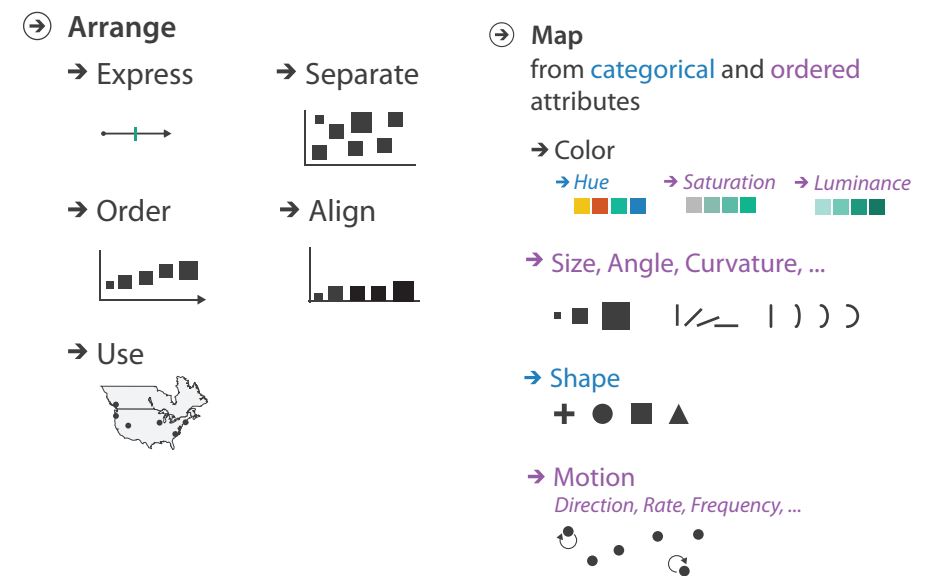 Arrange
Express
Separate
Order
Align
Use
Map
from categorical and ordered
attributes
Color
Hue
Saturation
Luminance
Size, Angle, Curvature, ...
Shape
Motion
Direction, Rate, Frequency, ...